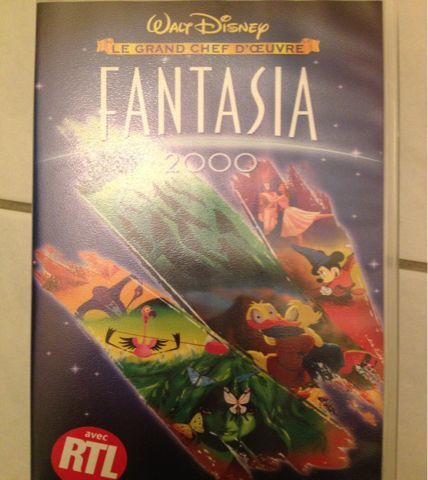 WALT DISNEY
LE GRAND CHEF D'ŒUVRE
FANTASIA
2000
avec
RTL